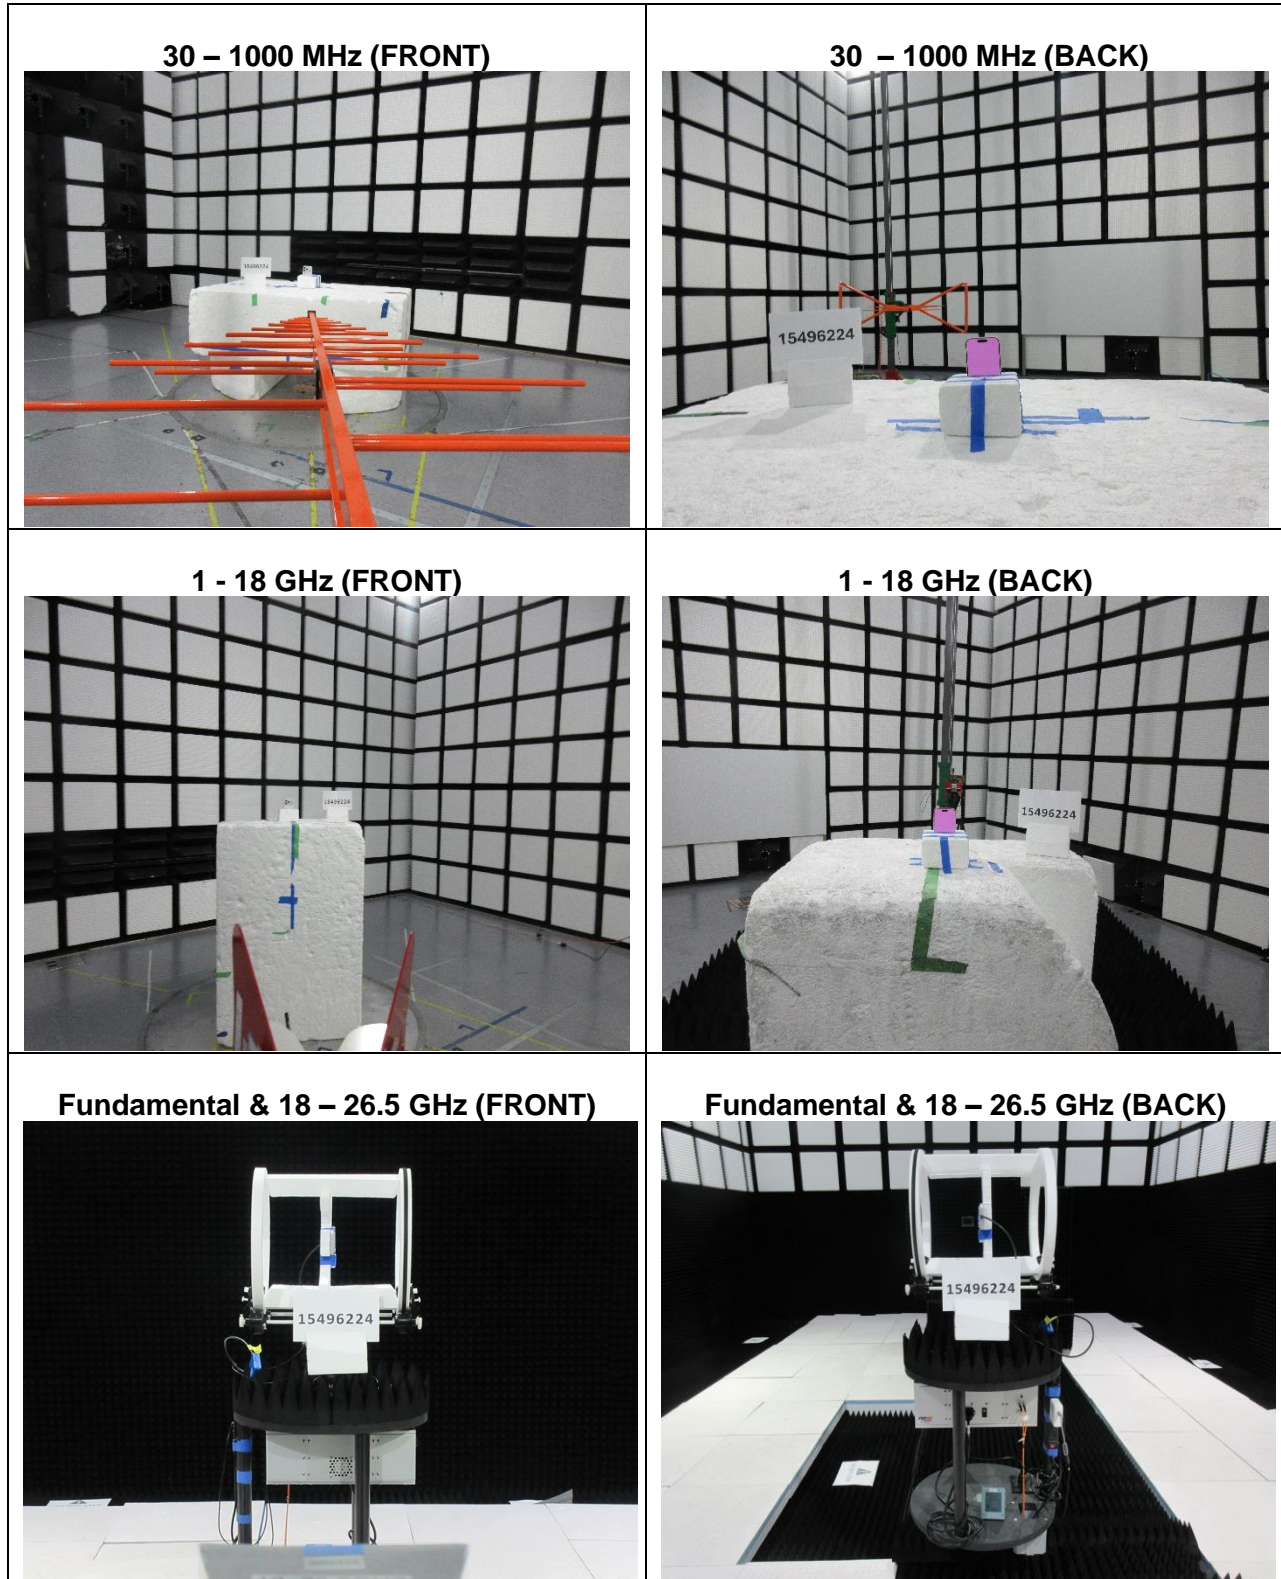 30 – 1000 MHz (FRONT)
30 – 1000 MHz (BACK)
15496224
15496224
1 - 18 GHz (FRONT)
1 - 18 GHz (BACK)
15496224
15496224
Fundamental & 18 – 26.5 GHz (FRONT)
Fundamental & 18 – 26.5 GHz (BACK)
15496224
15496224